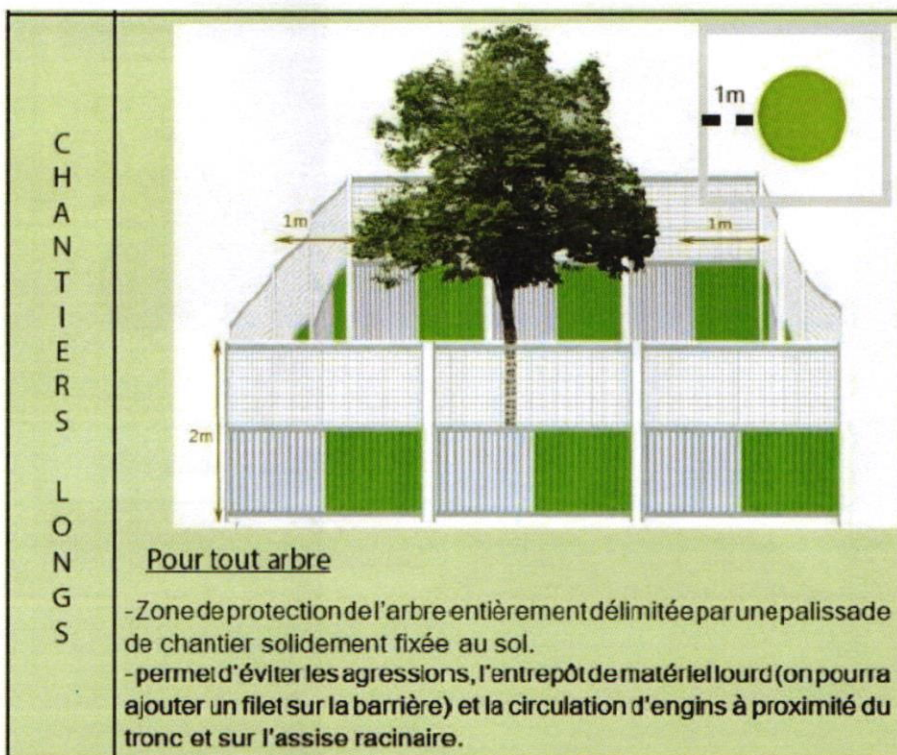 CHANTIERS LONGS
1m
1m
1m
2m
Pour tout arbre
-Zone de protection de l'arbre entièrement délimitée par une palissade
de chantier solidement fixée au sol.
-permet d'éviter les agressions, l'entrepôt de matériel lourd (on pourra
ajouter un filet sur la barrière) et la circulation d'engins à proximité du
tronc et sur l'assise racinaire.